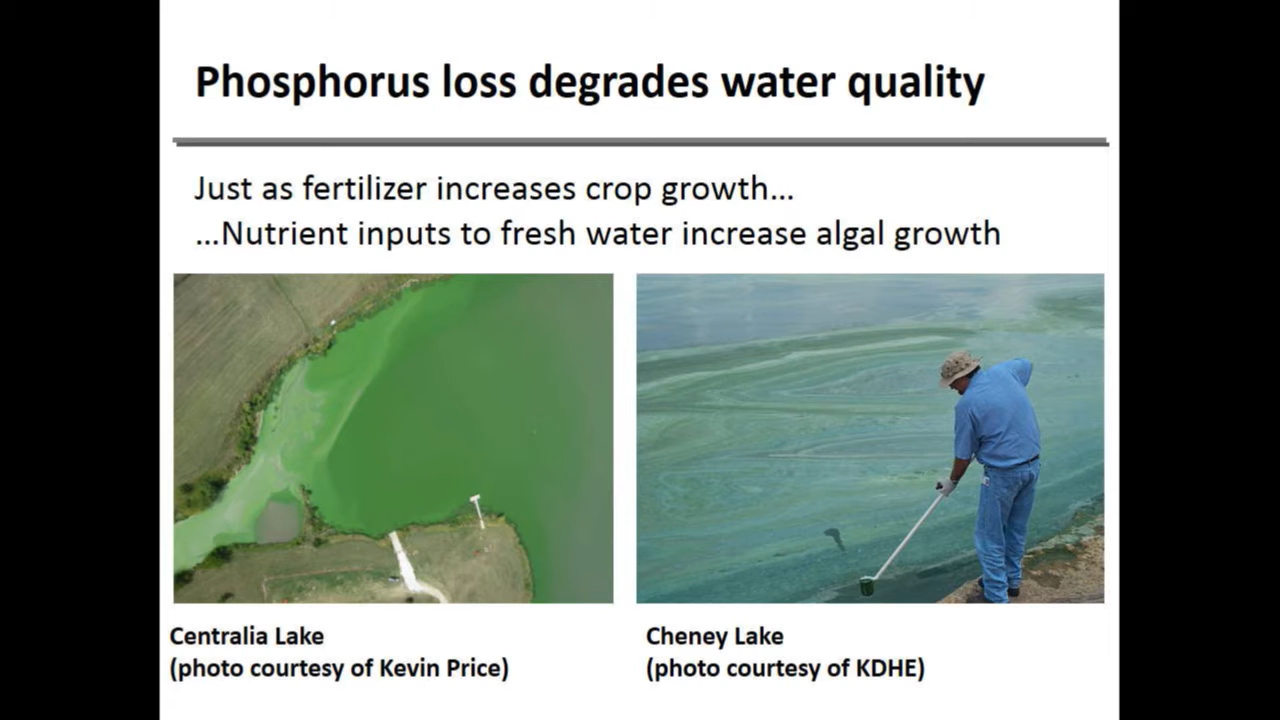 Phosphorus loss degrades water quality
Just as fertilizer increases crop growth…
…Nutrient inputs to fresh water increase algal growth
Centralia Lake
(photo courtesy of Kevin Price)
Cheney Lake
(photo courtesy of KDHE)